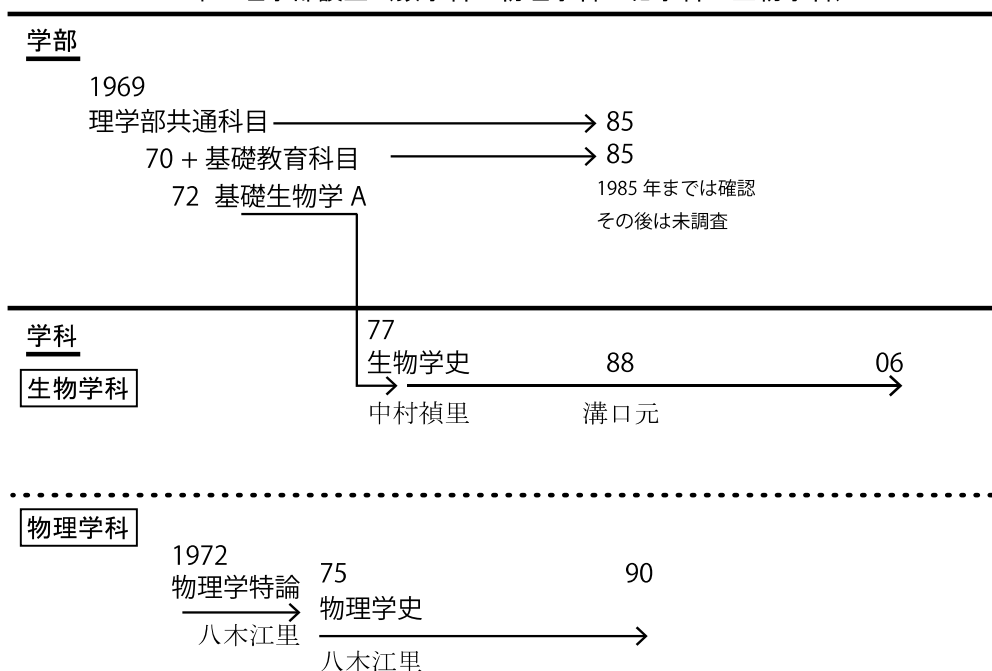 学部
1969
理学部共通科目 85
70 + 基礎教育科目 85
72 基礎生物学 A
1985 年までは確認
その後は未調査
学科
生物学科
77
生物学史 88 06
中村禎里 溝口元
物理学科
1972
物理学特論 75 90
物理学史
八木江里
八木江里